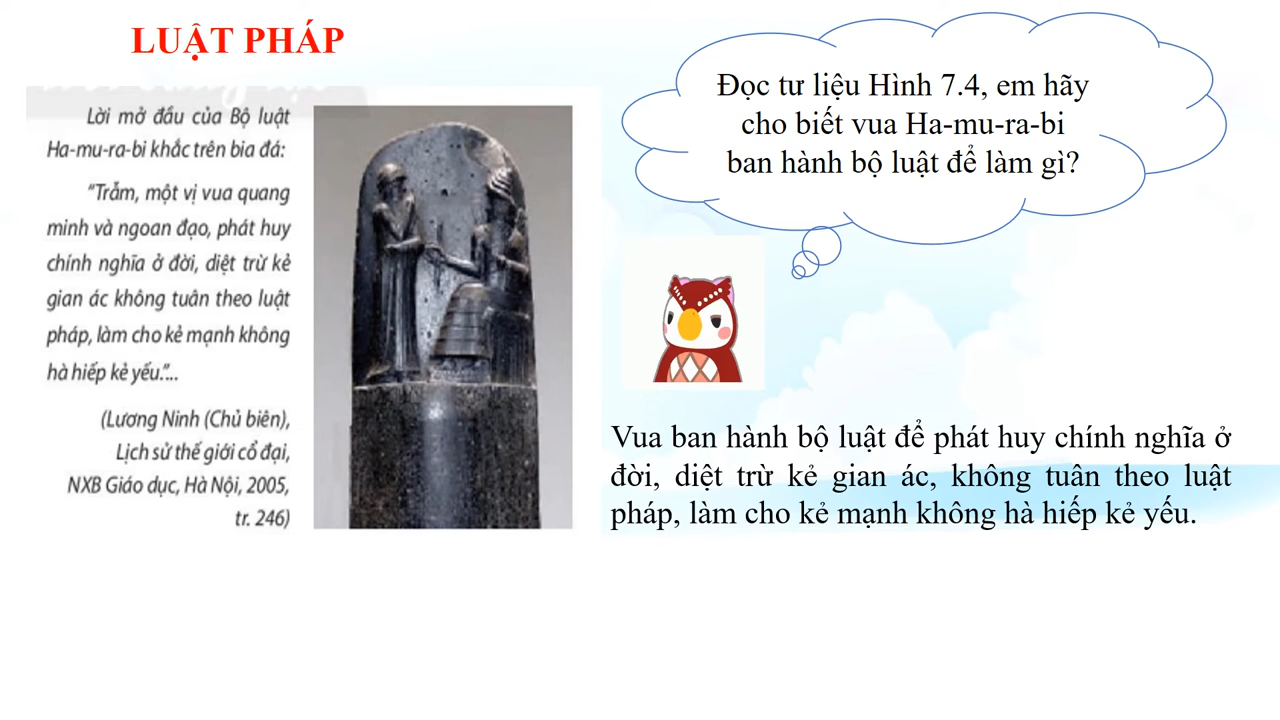 LUẬT PHÁP
Lời mở đầu của Bộ luật
Ha-mu-ra-bi khắc trên bia đá:
“Trẫm, một vị vua quang
minh và ngoan đạo, phát huy
chính nghĩa ở đời, diệt trừ kẻ
gian ác không tuân theo luật
pháp, làm cho kẻ mạnh không
hà hiếp kẻ yếu.”...
(Lương Ninh (Chủ biên),
Lịch sử thế giới cổ đại,
NXB Giáo dục, Hà Nội, 2005,
tr. 246)
Đọc tư liệu Hình 7.4, em hãy
cho biết vua Ha-mu-ra-bi
ban hành bộ luật để làm gì?
Vua ban hành bộ luật để phát huy chính nghĩa ở
đời, diệt trừ kẻ gian ác, không tuân theo luật
pháp, làm cho kẻ mạnh không hà hiếp kẻ yếu.